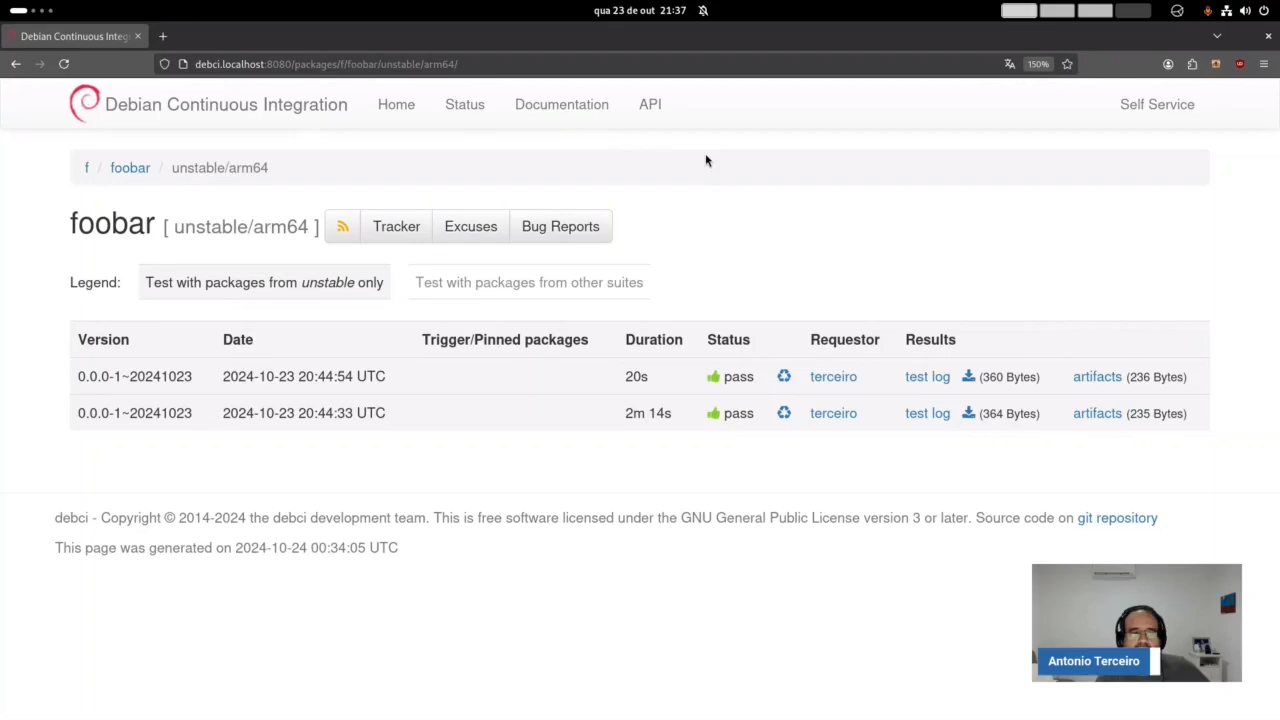 qua 23 de out 21:37
Debian Continuous Integ
debci.localhost:8080/packages/f/foobar/unstable/arm64/
150%
Debian Continuous Integration Home Status Documentation API Self Service
f / foobar / unstable/arm64
foobar [ unstable/arm64 ] Tracker Excuses Bug Reports
Legend: Test with packages from unstable only Test with packages from other suites
Version Date Trigger/Pinned packages Duration Status Requestor Results
0.0.0-1~20241023 2024-10-23 20:44:54 UTC 20s pass terceiro test log (360 Bytes) artifacts (236 Bytes)
0.0.0-1~20241023 2024-10-23 20:44:33 UTC 2m 14s pass terceiro test log (364 Bytes) artifacts (235 Bytes)
debci - Copyright © 2014-2024 the debci development team. This is free software licensed under the GNU General Public License version 3 or later. Source code on git repository
This page was generated on 2024-10-24 00:34:05 UTC
Antonio Terceiro